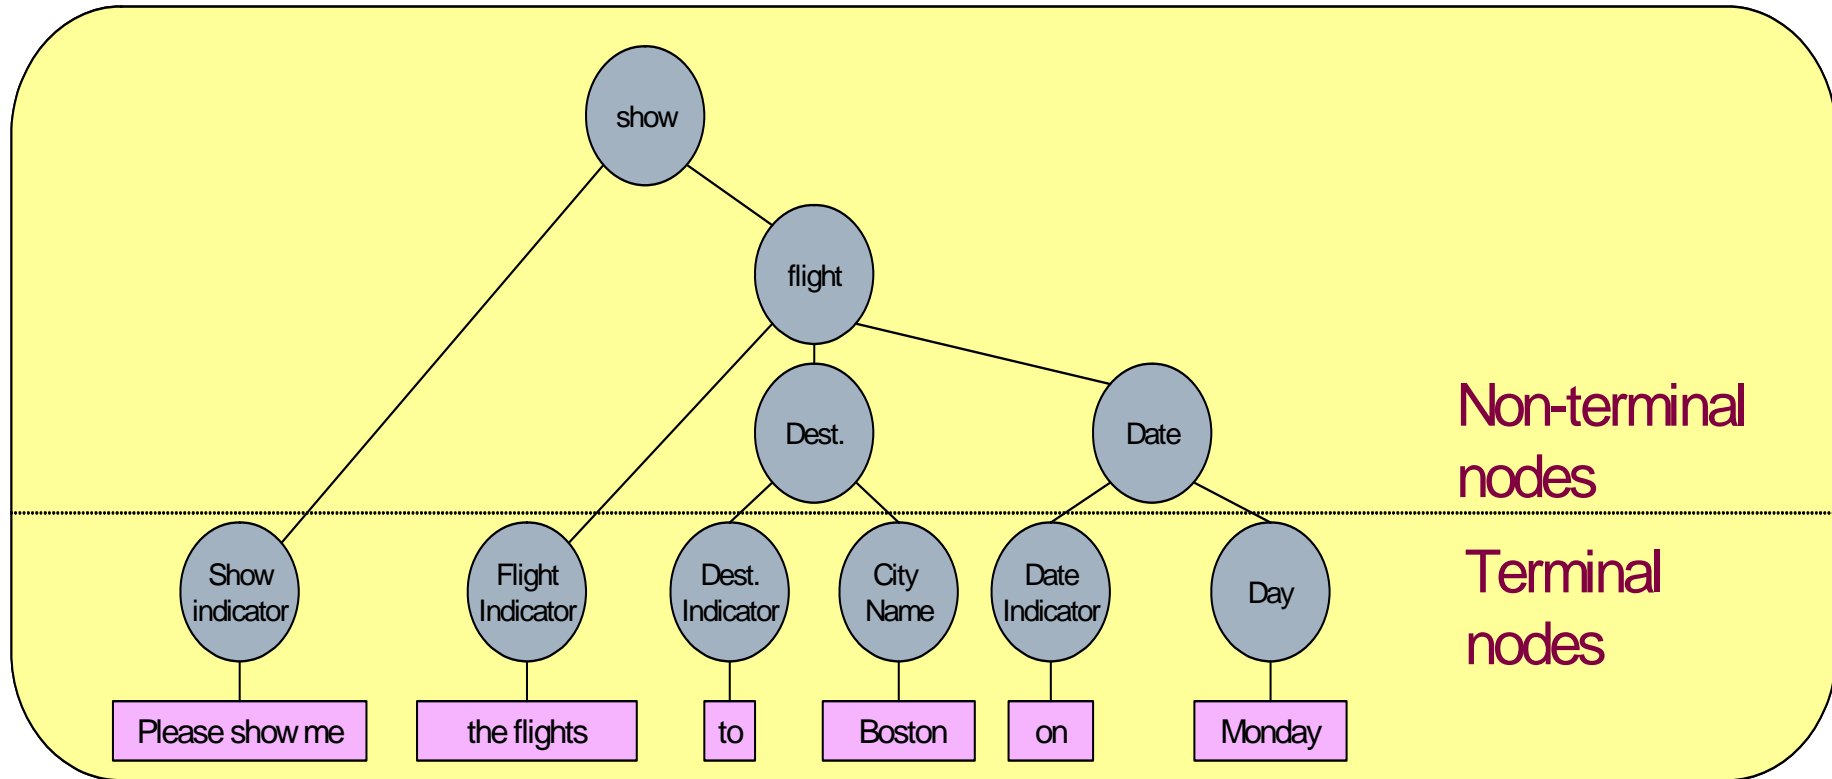 show
flight
Dest.
Date
Non-terminal
nodes
Show
indicator
Flight
Indicator
Dest.
Indicator
City
Name
Date
Indicator
Day
Terminal
nodes
Please show me
the flights
to
Boston
on
Monday